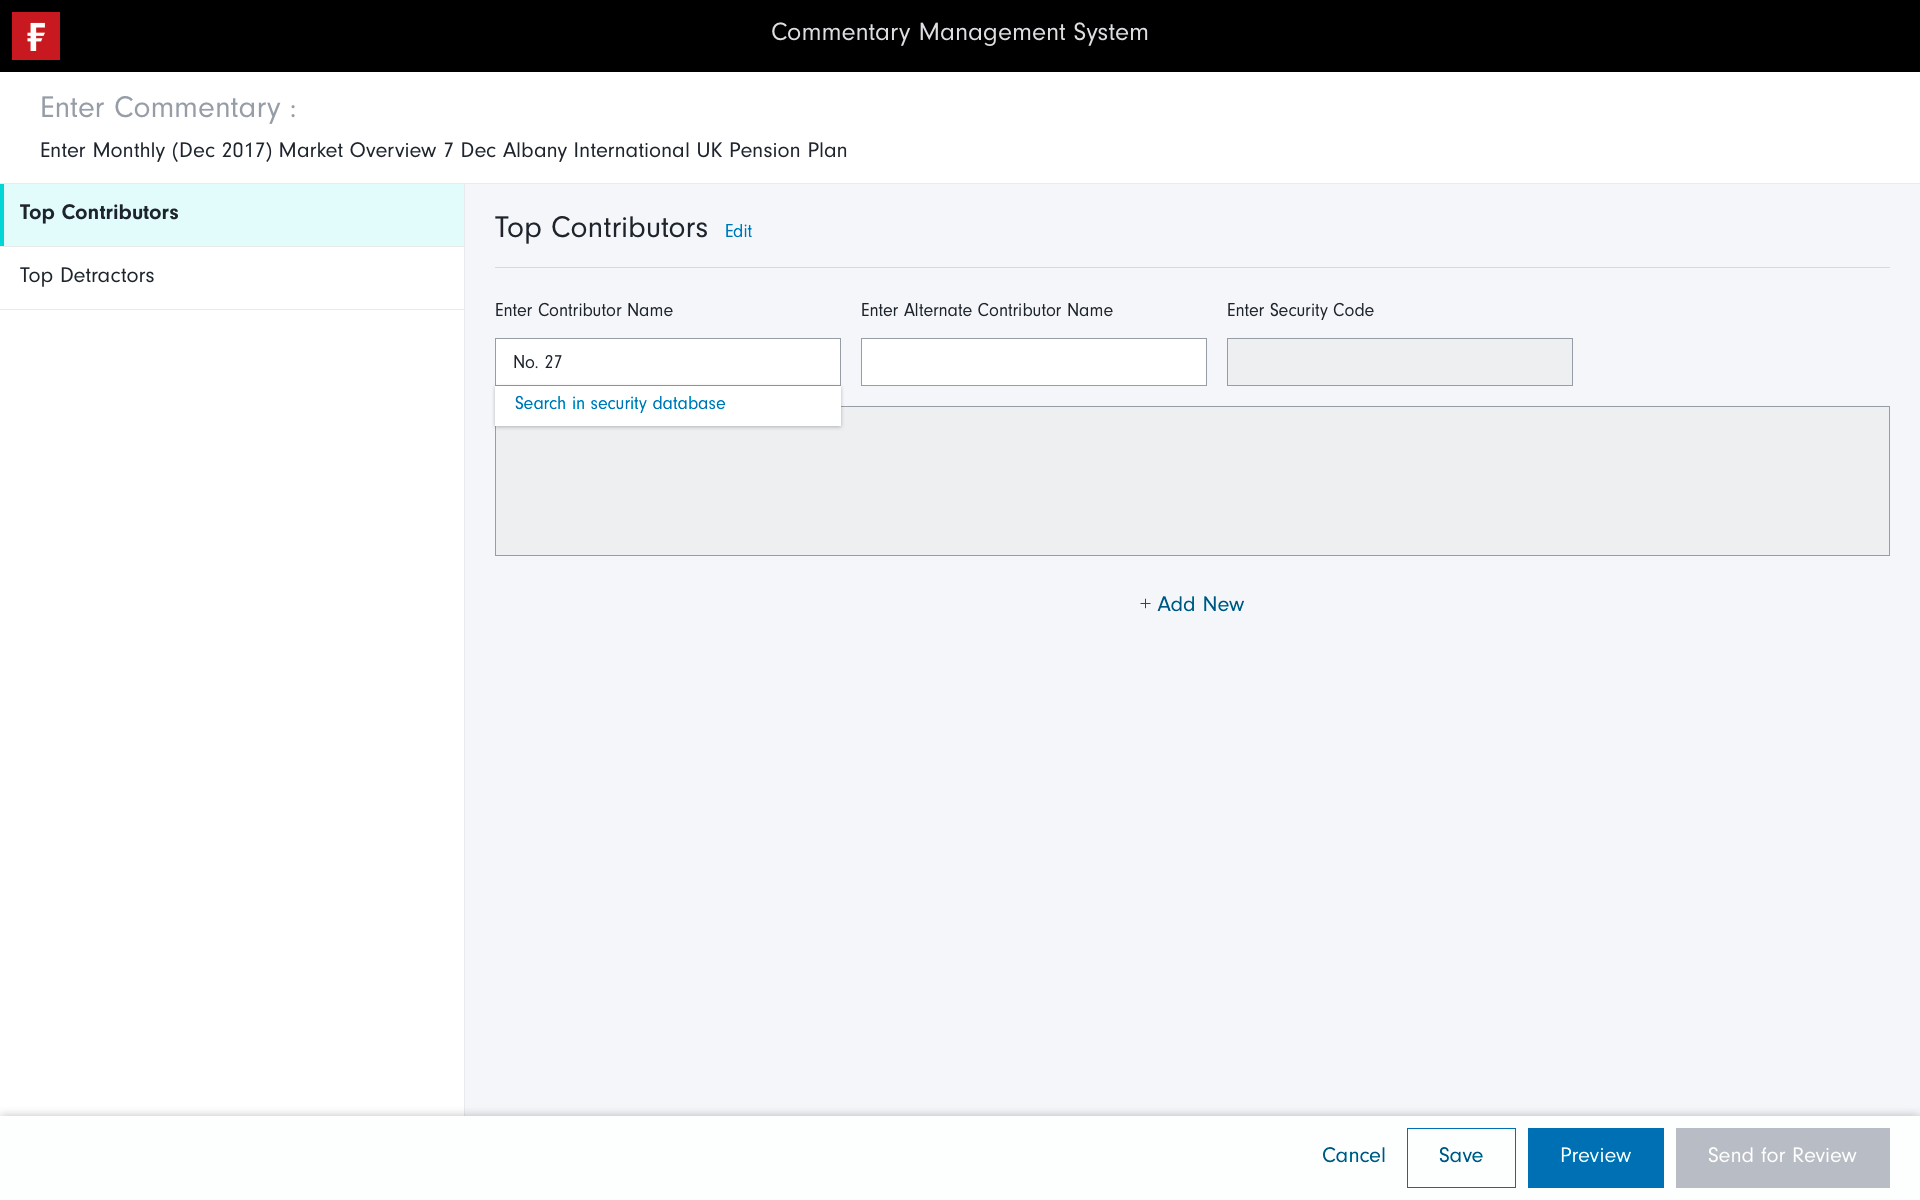 Commentary Management System
Enter Commentary :
Enter Monthly (Dec 2017) Market Overview 7 Dec Albany International UK Pension Plan
Top Contributors
Top Detractors
Top Contributors Edit
Enter Contributor Name Enter Alternate Contributor Name Enter Security Code
No. 27
Search in security database
+ Add New
Cancel Save Preview Send for Review